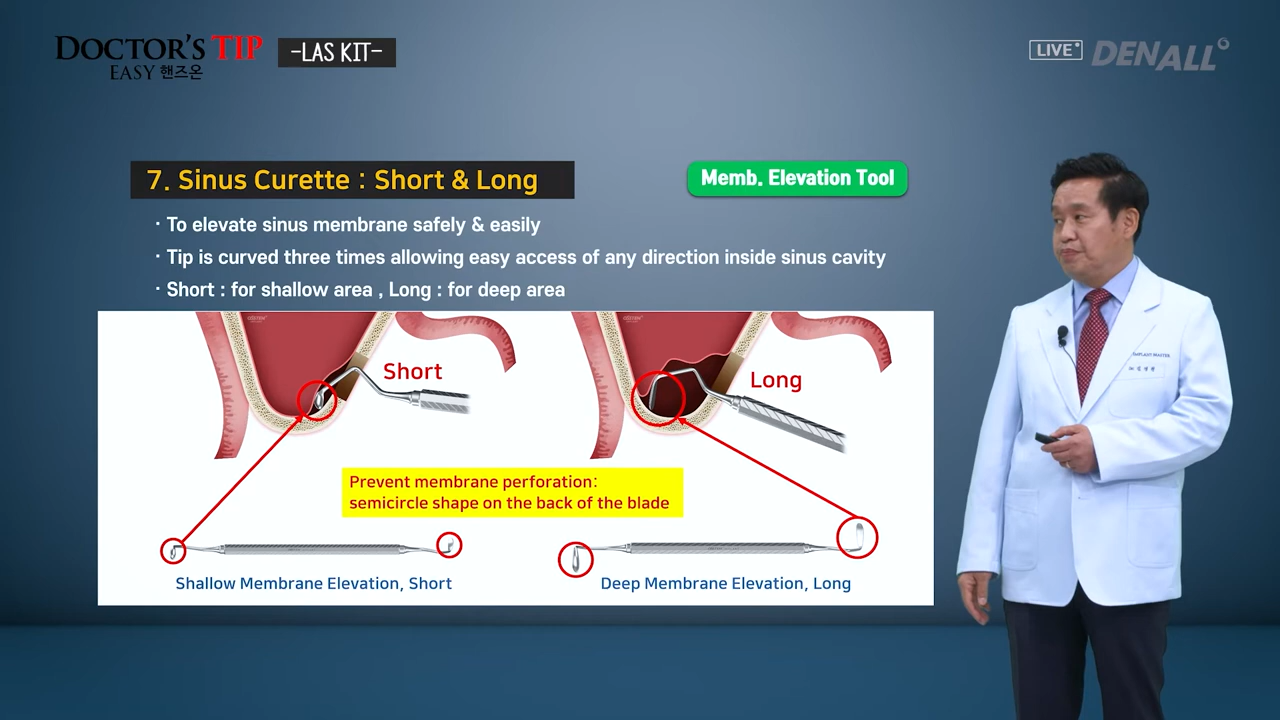 DOCTOR'S TIP
EASY 핸즈온
-LAS KIT-
LIVE
DENALL
7. Sinus Curette : Short & Long
Memb. Elevation Tool
· To elevate sinus membrane safely & easily
· Tip is curved three times allowing easy access of any direction inside sinus cavity
· Short : for shallow area , Long : for deep area
Short
Long
Prevent membrane perforation:
semicircle shape on the back of the blade
Shallow Membrane Elevation, Short
Deep Membrane Elevation, Long
IMPLANT MASTER